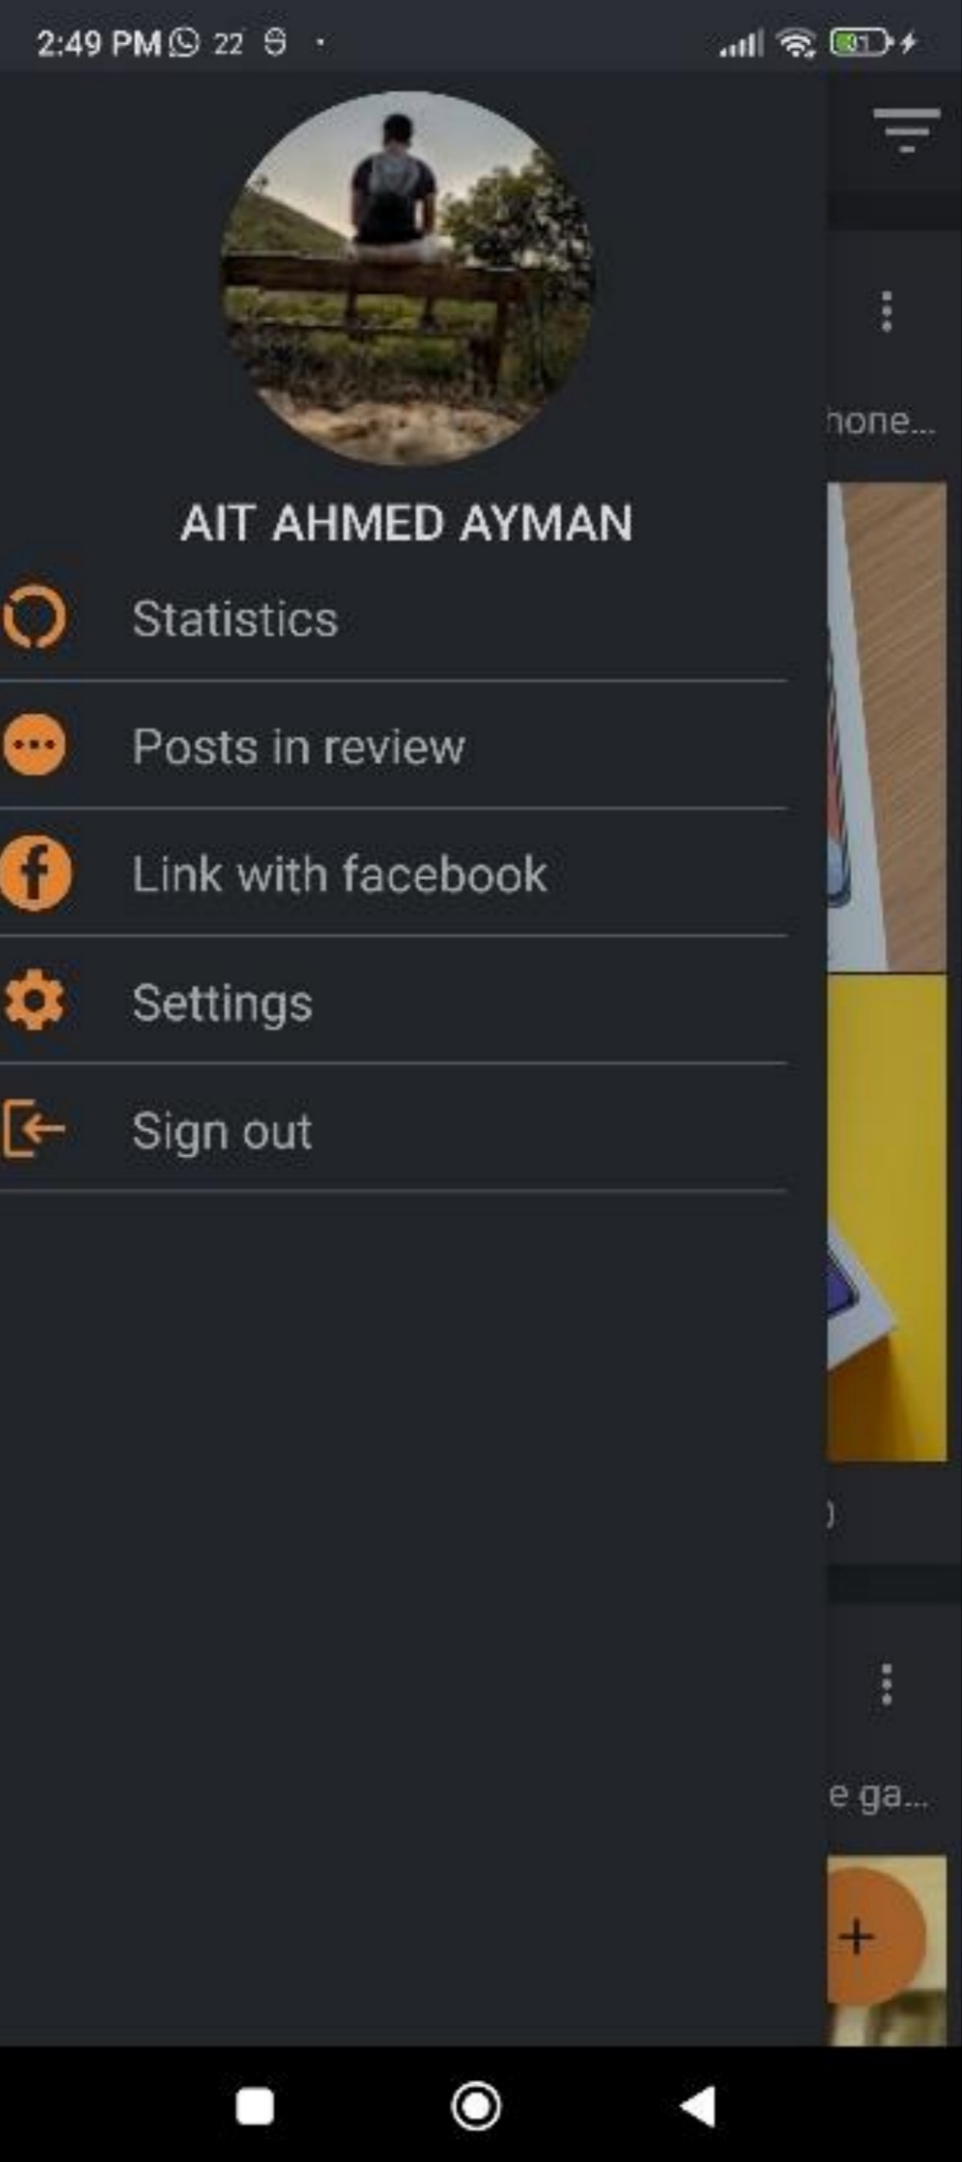 2:49 PM 22
31
hone...
AIT AHMED AYMAN
Statistics
Posts in review
Link with facebook
Settings
Sign out
e ga...